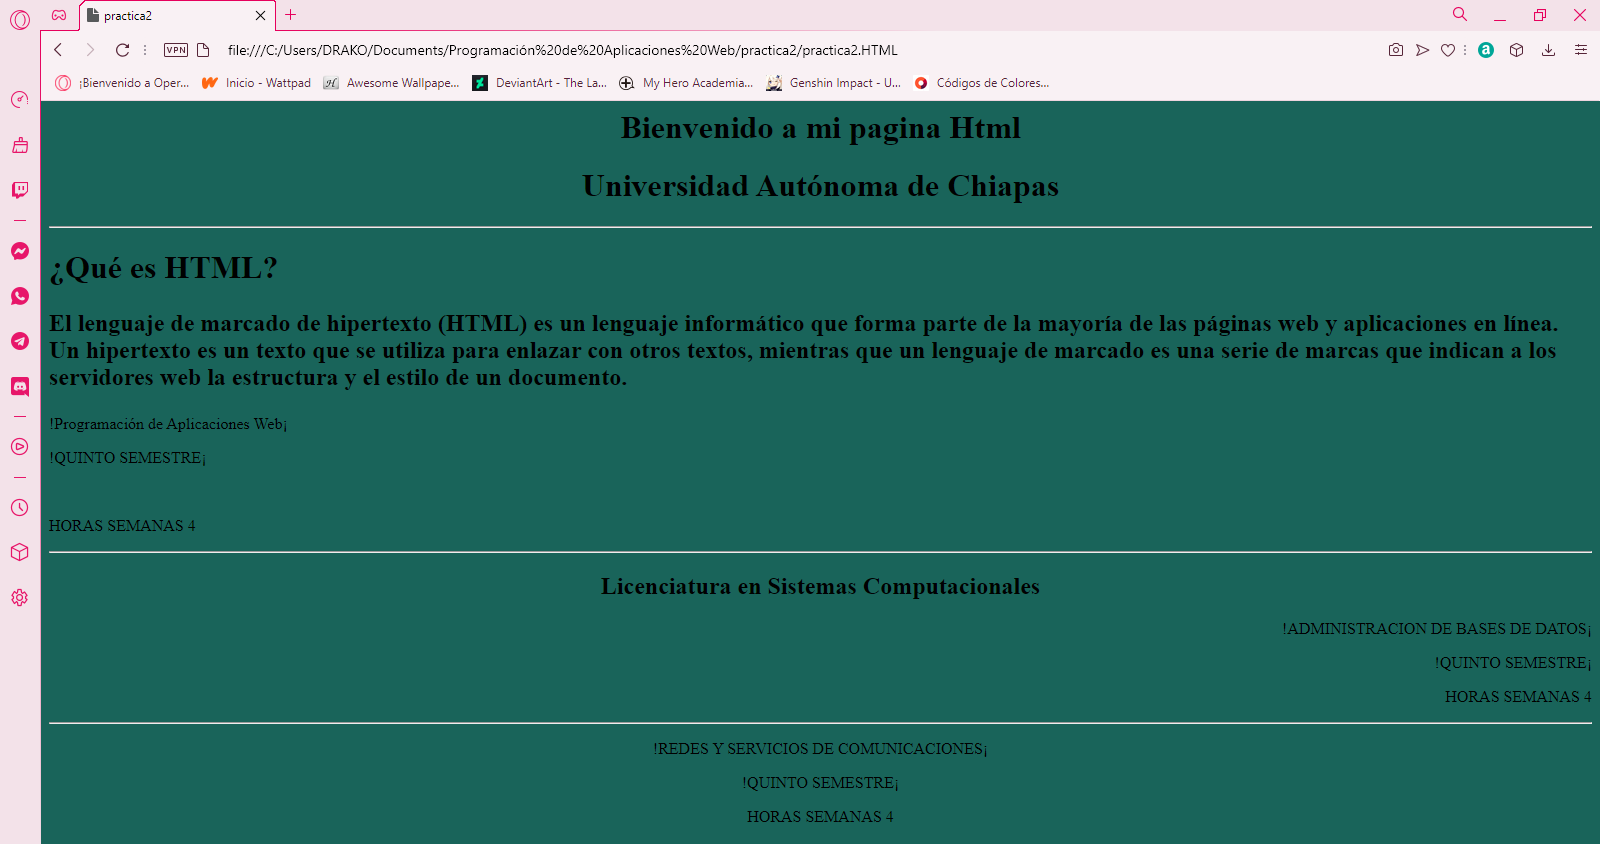 practica2
VPN
file:///C:/Users/DRAKO/Documents/Programación%20de%20Aplicaciones%20Web/practica2/practica2.HTML
¡Bienvenido a Oper... Inicio - Wattpad Awesome Wallpape... DeviantArt - The La... My Hero Academia... Genshin Impact - U... Códigos de Colores...
Bienvenido a mi pagina Html
Universidad Autónoma de Chiapas
¿Qué es HTML?
El lenguaje de marcado de hipertexto (HTML) es un lenguaje informático que forma parte de la mayoría de las páginas web y aplicaciones en línea.
Un hipertexto es un texto que se utiliza para enlazar con otros textos, mientras que un lenguaje de marcado es una serie de marcas que indican a los
servidores web la estructura y el estilo de un documento.
!Programación de Aplicaciones Web¡
!QUINTO SEMESTRE¡
HORAS SEMANAS 4
Licenciatura en Sistemas Computacionales
!ADMINISTRACION DE BASES DE DATOS¡
!QUINTO SEMESTRE¡
HORAS SEMANAS 4
!REDES Y SERVICIOS DE COMUNICACIONES¡
!QUINTO SEMESTRE¡
HORAS SEMANAS 4